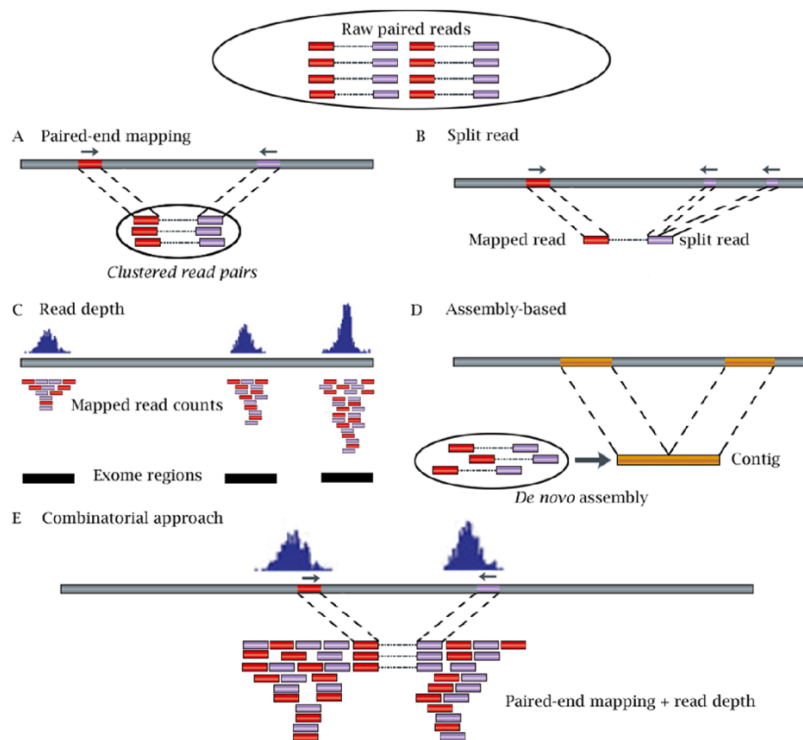 Raw paired reads
A Paired-end mapping
Clustered read pairs
B Split read
Mapped read
split read
C Read depth
Mapped read counts
Exome regions
D Assembly-based
Contig
De novo assembly
E Combinatorial approach
Paired-end mapping + read depth